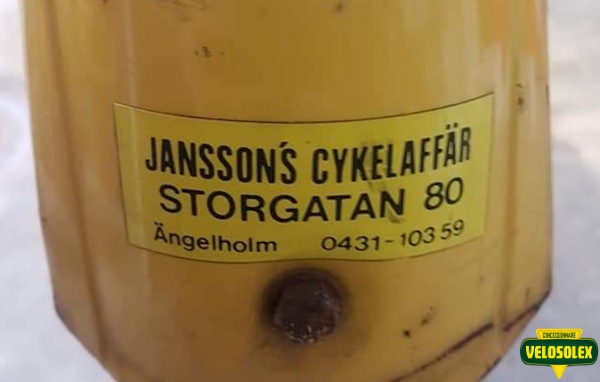 JANSSON'S CYKELAFFÄR
STORGATAN 80
Ängelholm 0431-103 59
CONCESSIONNAIRE
VELOSOLEX